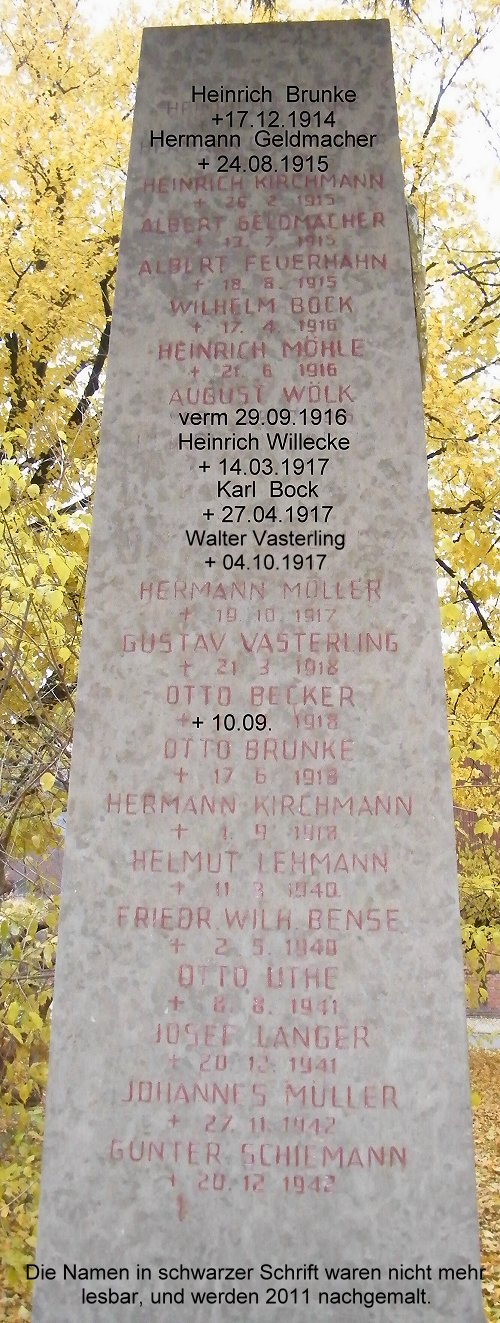 Heinrich Brunke
+17.12.1914
Hermann Geldmacher
+ 24.08.1915
HEINRICH KIRCHMANN
+ 26. 2. 1915
ALBERT GELDMACHER
+ 13. 7. 1915
ALBERT FEUERHAHN
+ 18. 8. 1915
WILHELM BOCK
+ 17. 4. 1916
HEINRICH MÖHLE
+ 21. 6 1916
AUGUST WÖLK
verm 29.09.1916
Heinrich Willecke
+ 14.03.1917
Karl Bock
+ 27.04.1917
Walter Vasterling
+ 04.10.1917
HERMANN MÖLLER
+ 19. 10. 1917
GUSTAV VASTERLING
+ 21. 3 1918
OTTO BECKER
+ 10.09. 1918
OTTO BRUNKE
+ 17 6 1918
HERMANN KIRCHMANN
+ 1. 9 1918
HELMUT LEHMANN
+ 11 3 1940
FRIEDR. WILH. BENSE
+ 2. 5. 1940
OTTO UTHE
+ 8. 8. 1941
JOSEF LANGER
+ 20 12. 1941
JOHANNES MÜLLER
+ 27. 11. 1942
GÜNTER SCHIEMANN
+ 20. 12 1942
Die Namen in schwarzer Schrift waren nicht mehr
lesbar, und werden 2011 nachgemalt.